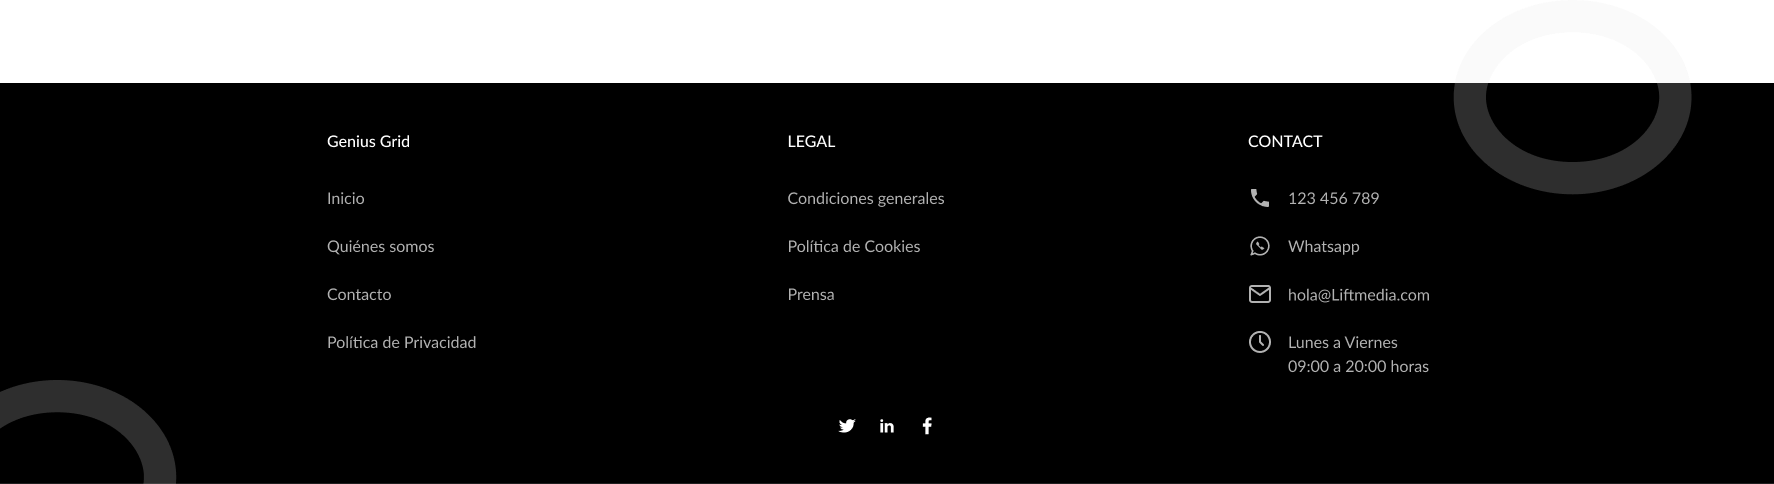 Genius Grid
Inicio
Quiénes somos
Contacto
Política de Privacidad
LEGAL
Condiciones generales
Política de Cookies
Prensa
CONTACT
123 456 789
Whatsapp
hola@Liftmedia.com
Lunes a Viernes
09:00 a 20:00 horas